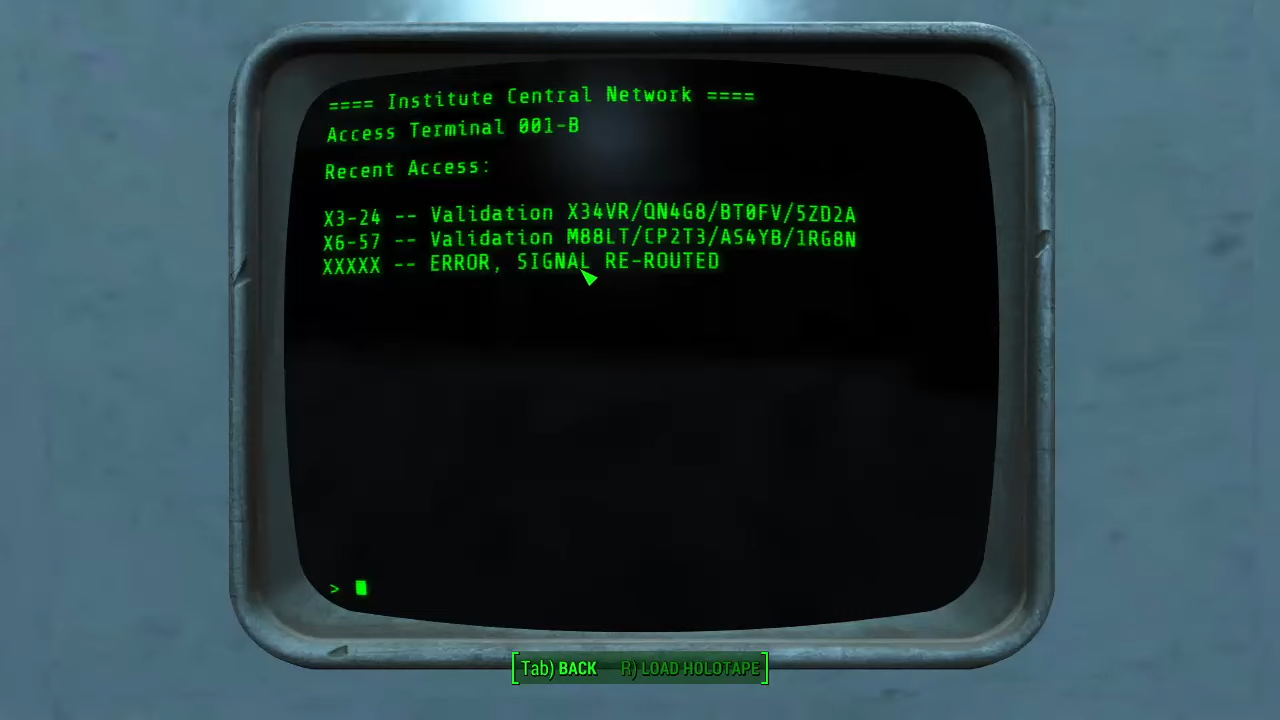 ==== Institute Central Network ====
Access Terminal 001-B
Recent Access:
X3-24 -- Validation X34VR/QN4G8/BT0FV/5ZD2A
X6-57 -- Validation M88LT/CP2T3/AS4YB/1RG8N
XXXXX -- ERROR, SIGNAL RE-ROUTED
>
Tab) BACK R) LOAD HOLOTAPE